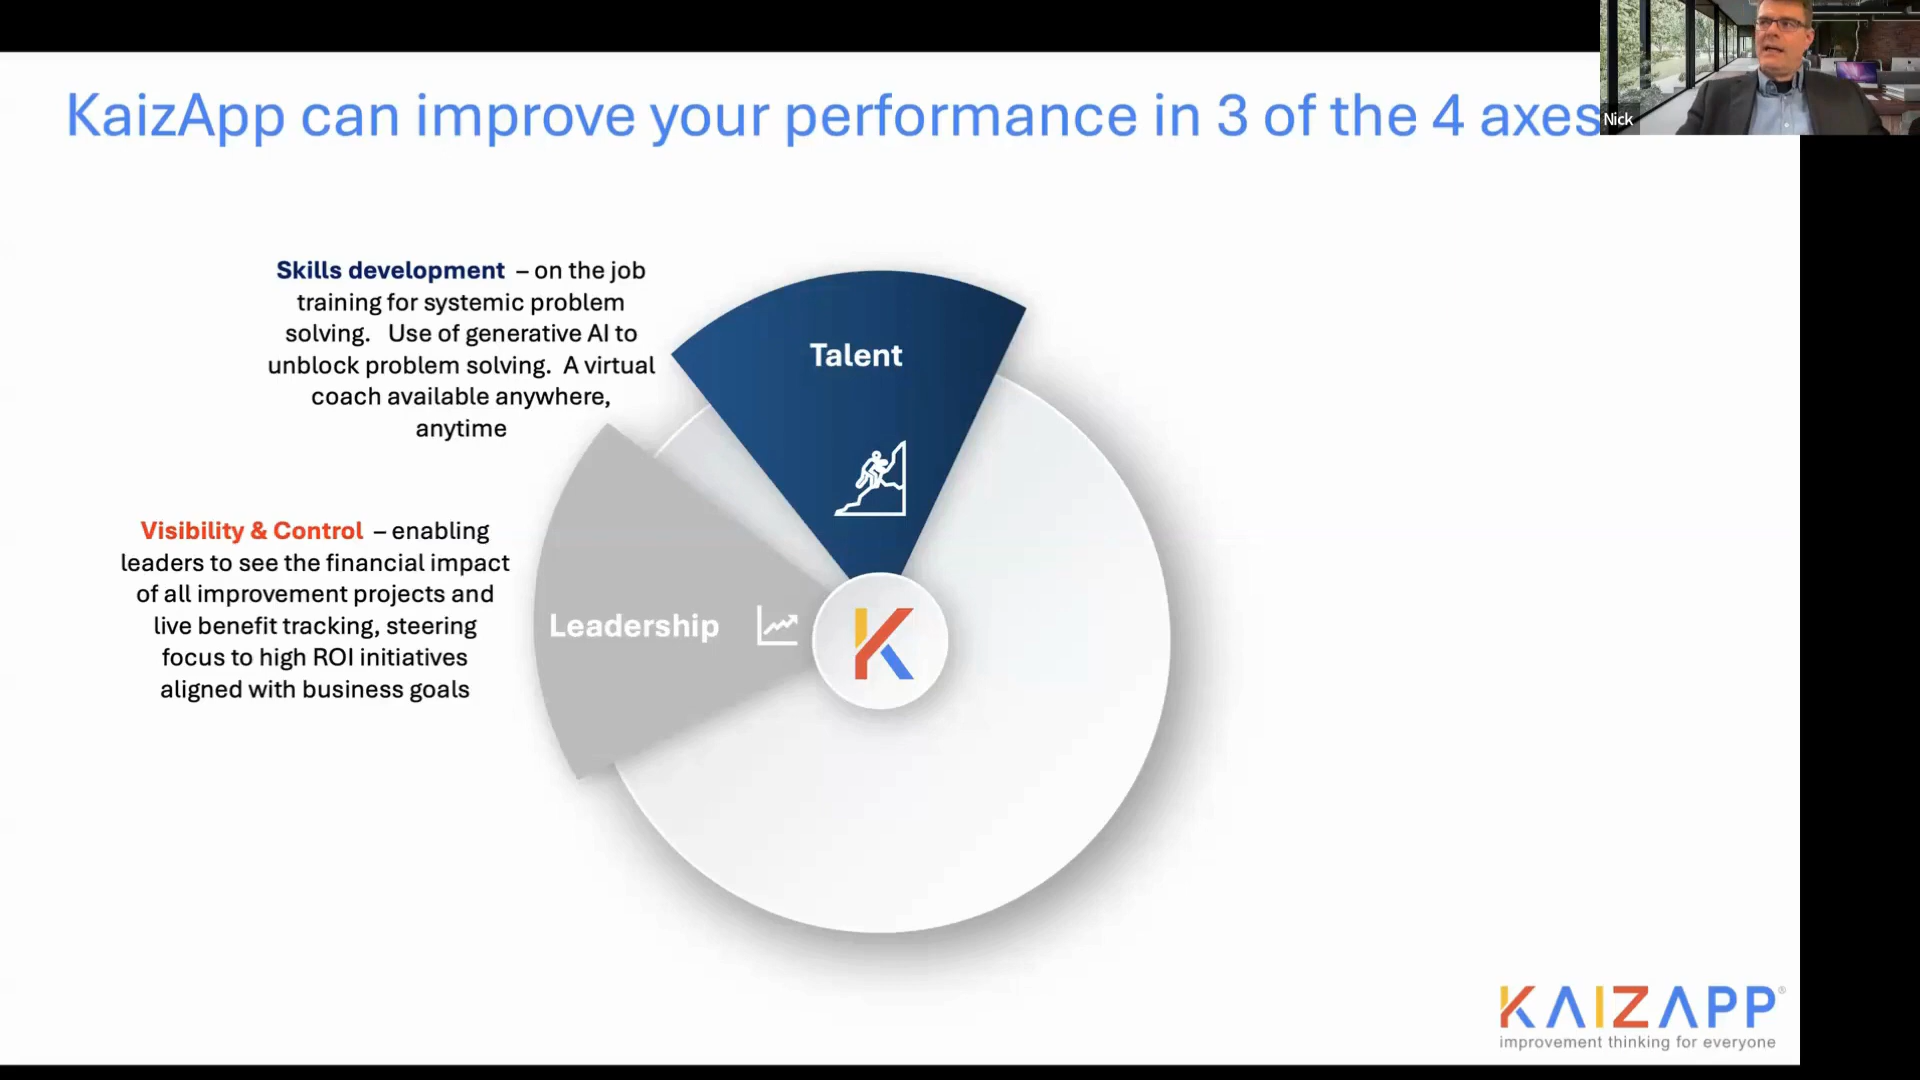 KaizApp can improve your performance in 3 of the 4 axes
Nick
Skills development – on the job
training for systemic problem
solving. Use of generative AI to
unblock problem solving. A virtual
coach available anywhere,
anytime
Talent
Visibility & Control – enabling
leaders to see the financial impact
of all improvement projects and
live benefit tracking, steering
focus to high ROI initiatives
aligned with business goals
Leadership
K
KAIZAPP®
improvement thinking for everyone